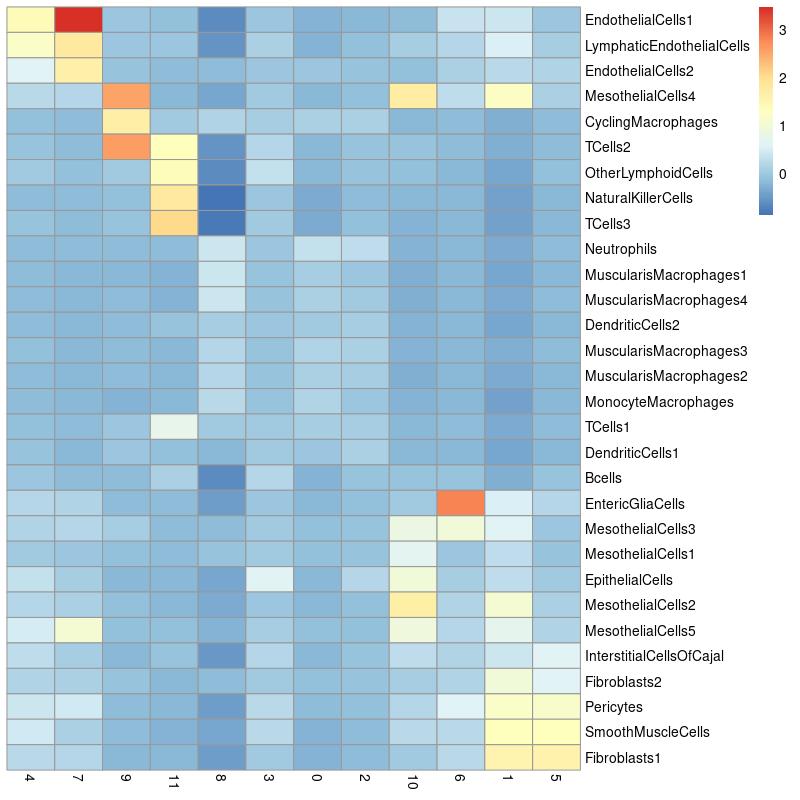 EndothelialCells1
LymphaticEndothelialCells
EndothelialCells2
MesothelialCells4
CyclingMacrophages
TCells2
OtherLymphoidCells
NaturalKillerCells
TCells3
Neutrophils
MuscularisMacrophages1
MuscularisMacrophages4
DendriticCells2
MuscularisMacrophages3
MuscularisMacrophages2
MonocyteMacrophages
TCells1
DendriticCells1
Bcells
EntericGliaCells
MesothelialCells3
MesothelialCells1
EpithelialCells
MesothelialCells2
MesothelialCells5
InterstitialCellsOfCajal
Fibroblasts2
Pericytes
SmoothMuscleCells
Fibroblasts1
4 7 9 11 8 3 0 2 10 6 1 5
3
2
1
0